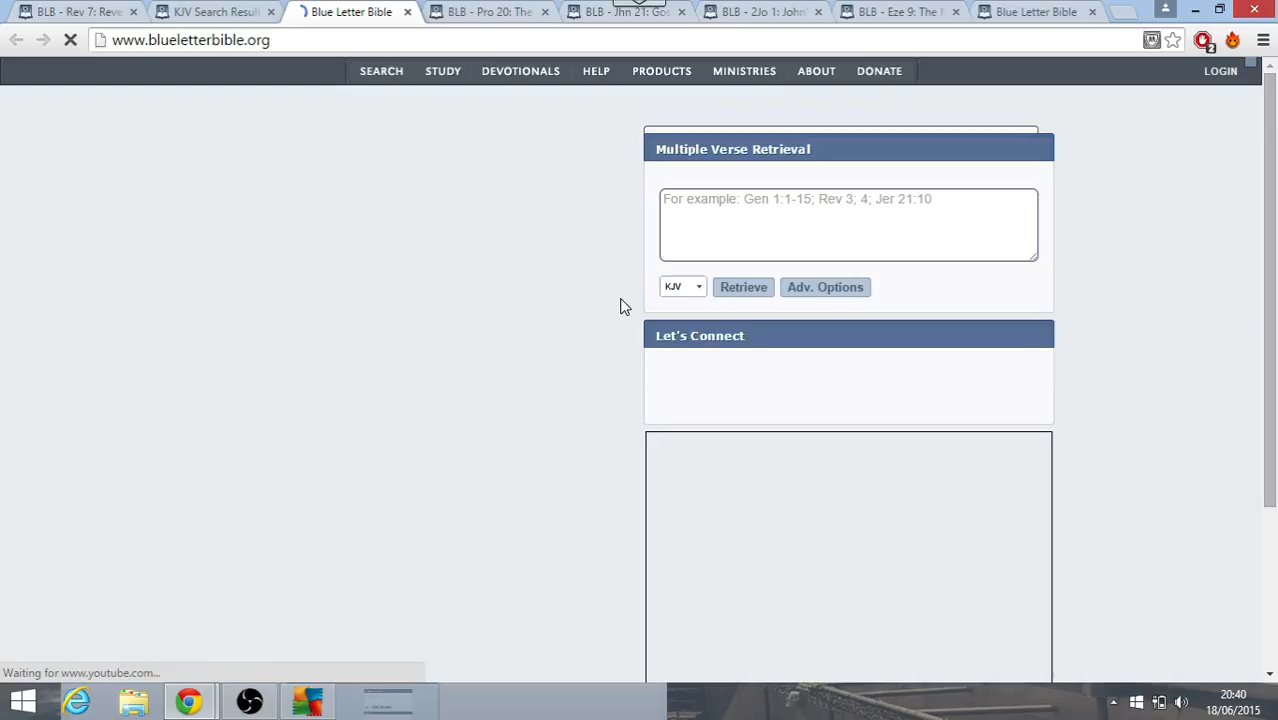 BLB - Rev 7: Reve
KJV Search Result
Blue Letter Bible
BLB - Pro 20: The
BLB - Jhn 21: Gos
BLB - 2Jo 1: John'
BLB - Eze 9: The
Blue Letter Bible
www.blueletterbible.org
2
SEARCH STUDY DEVOTIONALS HELP PRODUCTS MINISTRIES ABOUT DONATE LOGIN
Multiple Verse Retrieval
For example: Gen 1:1-15; Rev 3; 4; Jer 21:10
KJV Retrieve Adv. Options
Let's Connect
Waiting for www.youtube.com...
20:40
18/06/2015